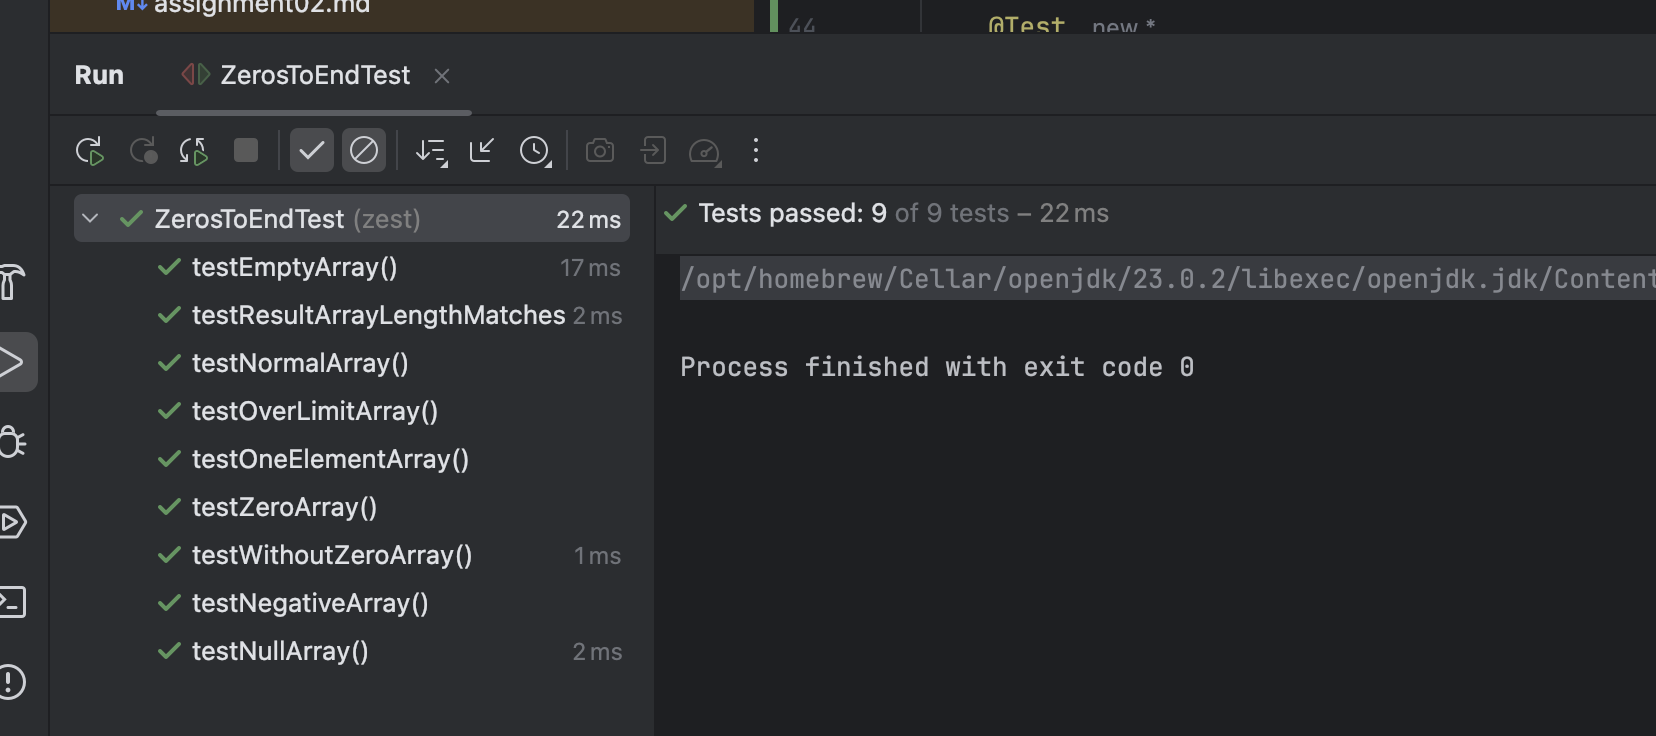 M↓ assignment02.md
44 @Test new *
Run ZerosToEndTest
ZerosToEndTest (zest) 22 ms
testEmptyArray() 17 ms
testResultArrayLengthMatches 2 ms
testNormalArray()
testOverLimitArray()
testOneElementArray()
testZeroArray()
testWithoutZeroArray() 1 ms
testNegativeArray()
testNullArray() 2 ms
Tests passed: 9 of 9 tests – 22 ms
/opt/homebrew/Cellar/openjdk/23.0.2/libexec/openjdk.jdk/Content
Process finished with exit code 0